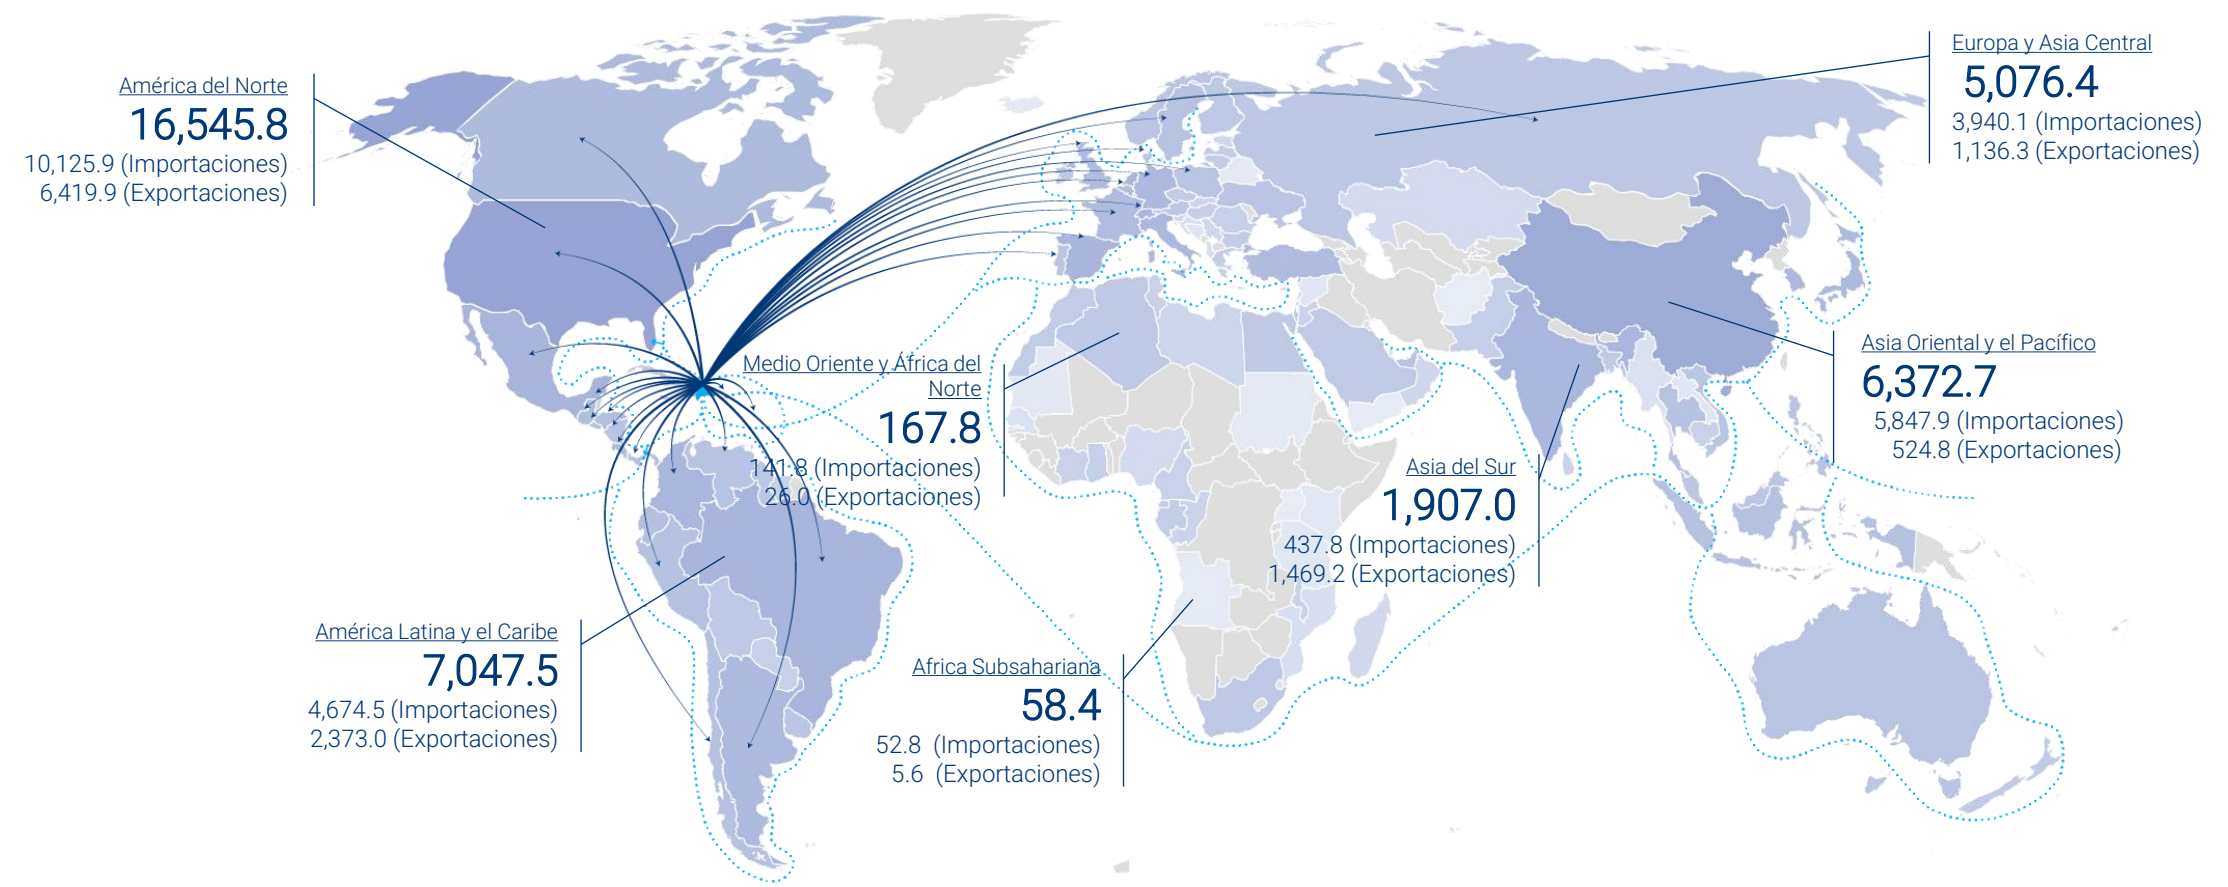 América del Norte
16,545.8
10,125.9 (Importaciones)
6,419.9 (Exportaciones)
Europa y Asia Central
5,076.4
3,940.1 (Importaciones)
1,136.3 (Exportaciones)
Medio Oriente y África del
Norte
167.8
141.8 (Importaciones)
26.0 (Exportaciones)
Asia Oriental y el Pacífico
6,372.7
5,847.9 (Importaciones)
524.8 (Exportaciones)
Asia del Sur
1,907.0
437.8 (Importaciones)
1,469.2 (Exportaciones)
América Latina y el Caribe
7,047.5
4,674.5 (Importaciones)
2,373.0 (Exportaciones)
Africa Subsahariana
58.4
52.8 (Importaciones)
5.6 (Exportaciones)